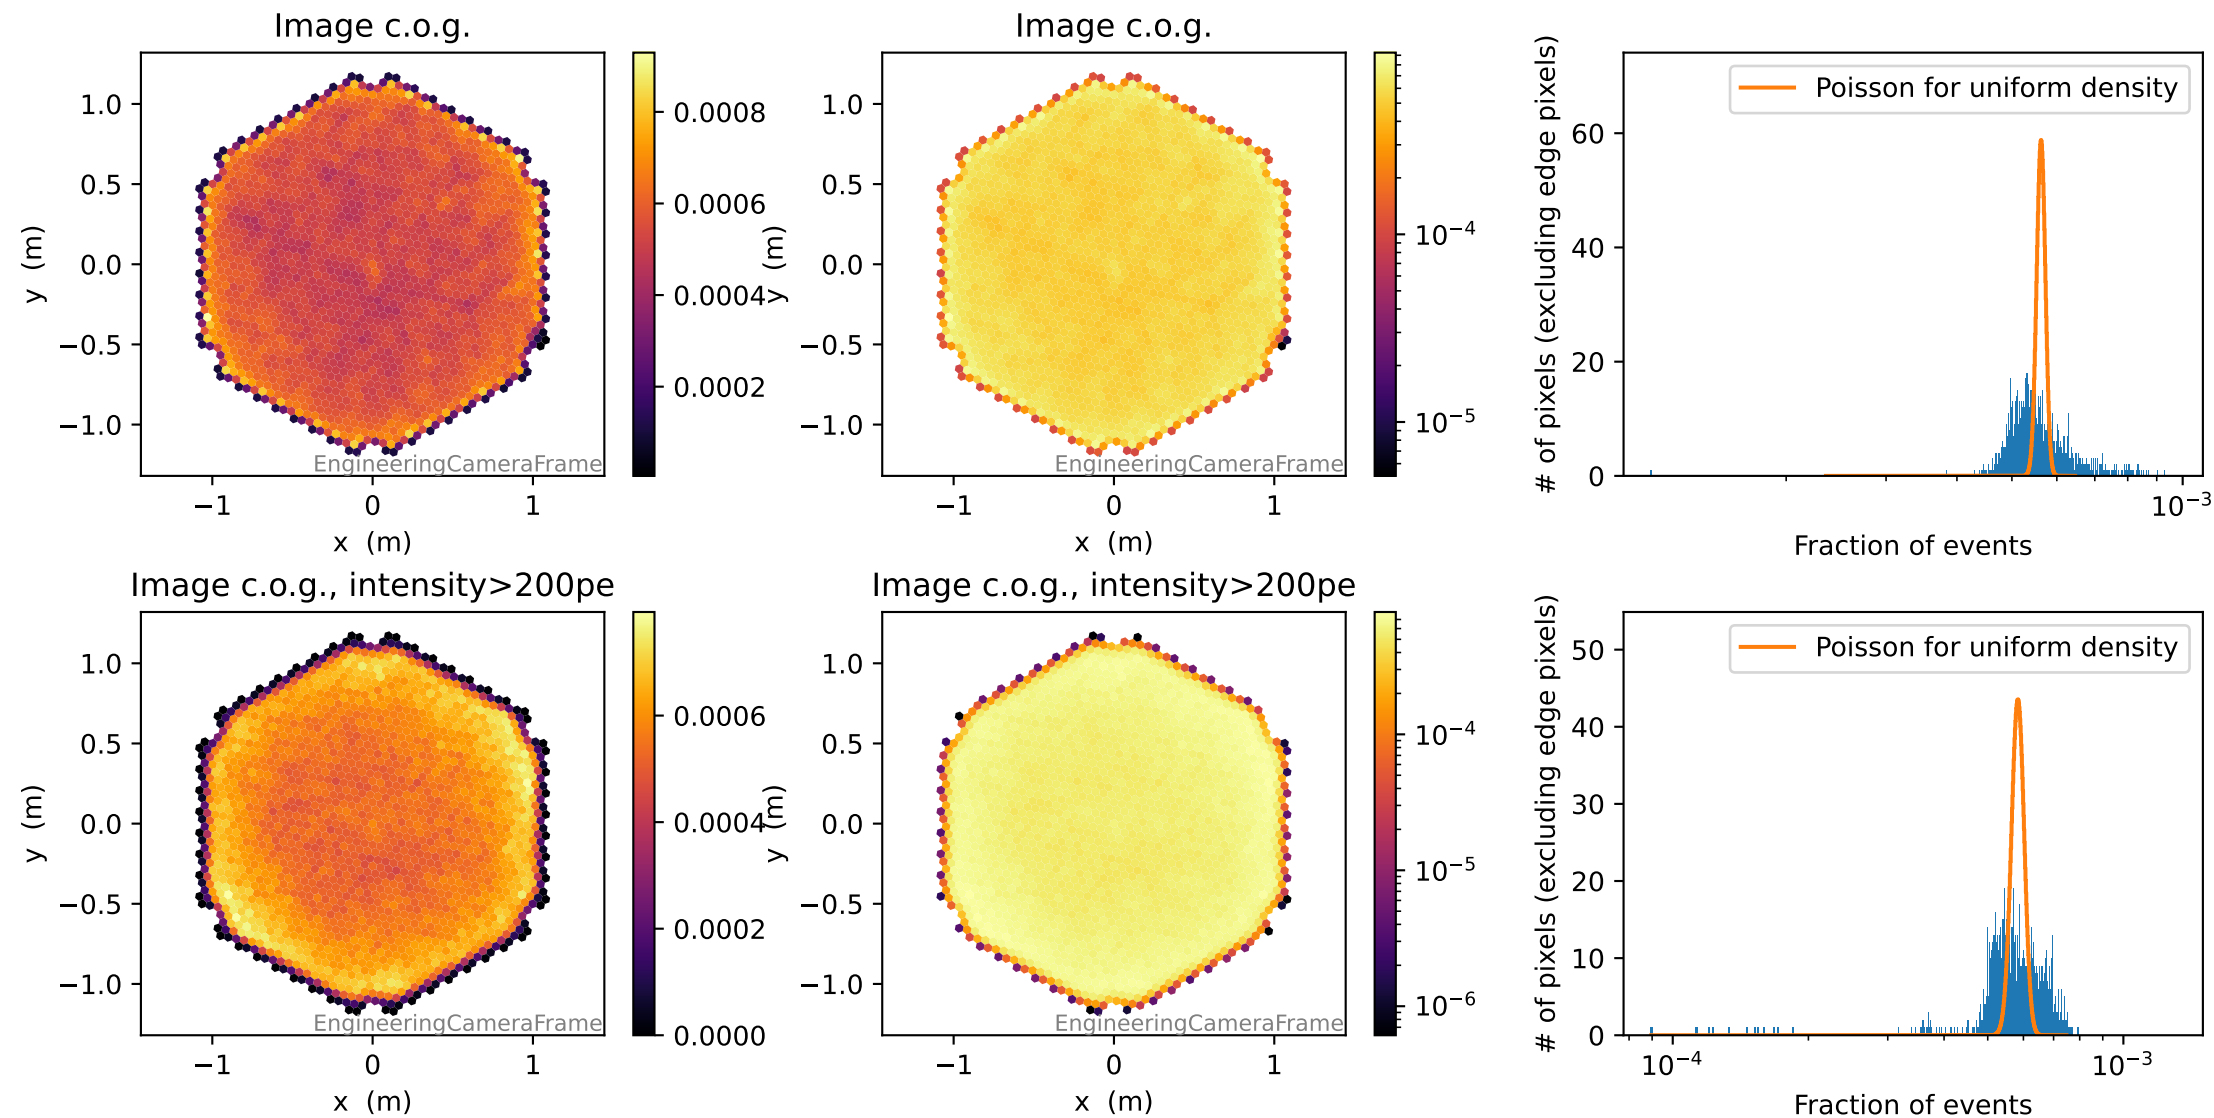 Image c.o.g.
1.0
0.5
0.0
−0.5
−1.0
y (m)
−1
0
1
x (m)
EngineeringCameraFrame
0.0008
0.0006
0.0004
0.0002
Image c.o.g.
1.0
0.5
0.0
−0.5
−1.0
y (m)
−1
0
1
x (m)
EngineeringCameraFrame
10⁻⁴
10⁻⁵
Poisson for uniform density
# of pixels (excluding edge pixels)
60
40
20
0
10⁻³
Fraction of events
Image c.o.g., intensity>200pe
1.0
0.5
0.0
−0.5
−1.0
y (m)
−1
0
1
x (m)
EngineeringCameraFrame
0.0006
0.0004
0.0002
0.0000
Image c.o.g., intensity>200pe
1.0
0.5
0.0
−0.5
−1.0
y (m)
−1
0
1
x (m)
EngineeringCameraFrame
10⁻⁴
10⁻⁵
10⁻⁶
Poisson for uniform density
# of pixels (excluding edge pixels)
50
40
30
20
10
0
10⁻⁴
10⁻³
Fraction of events